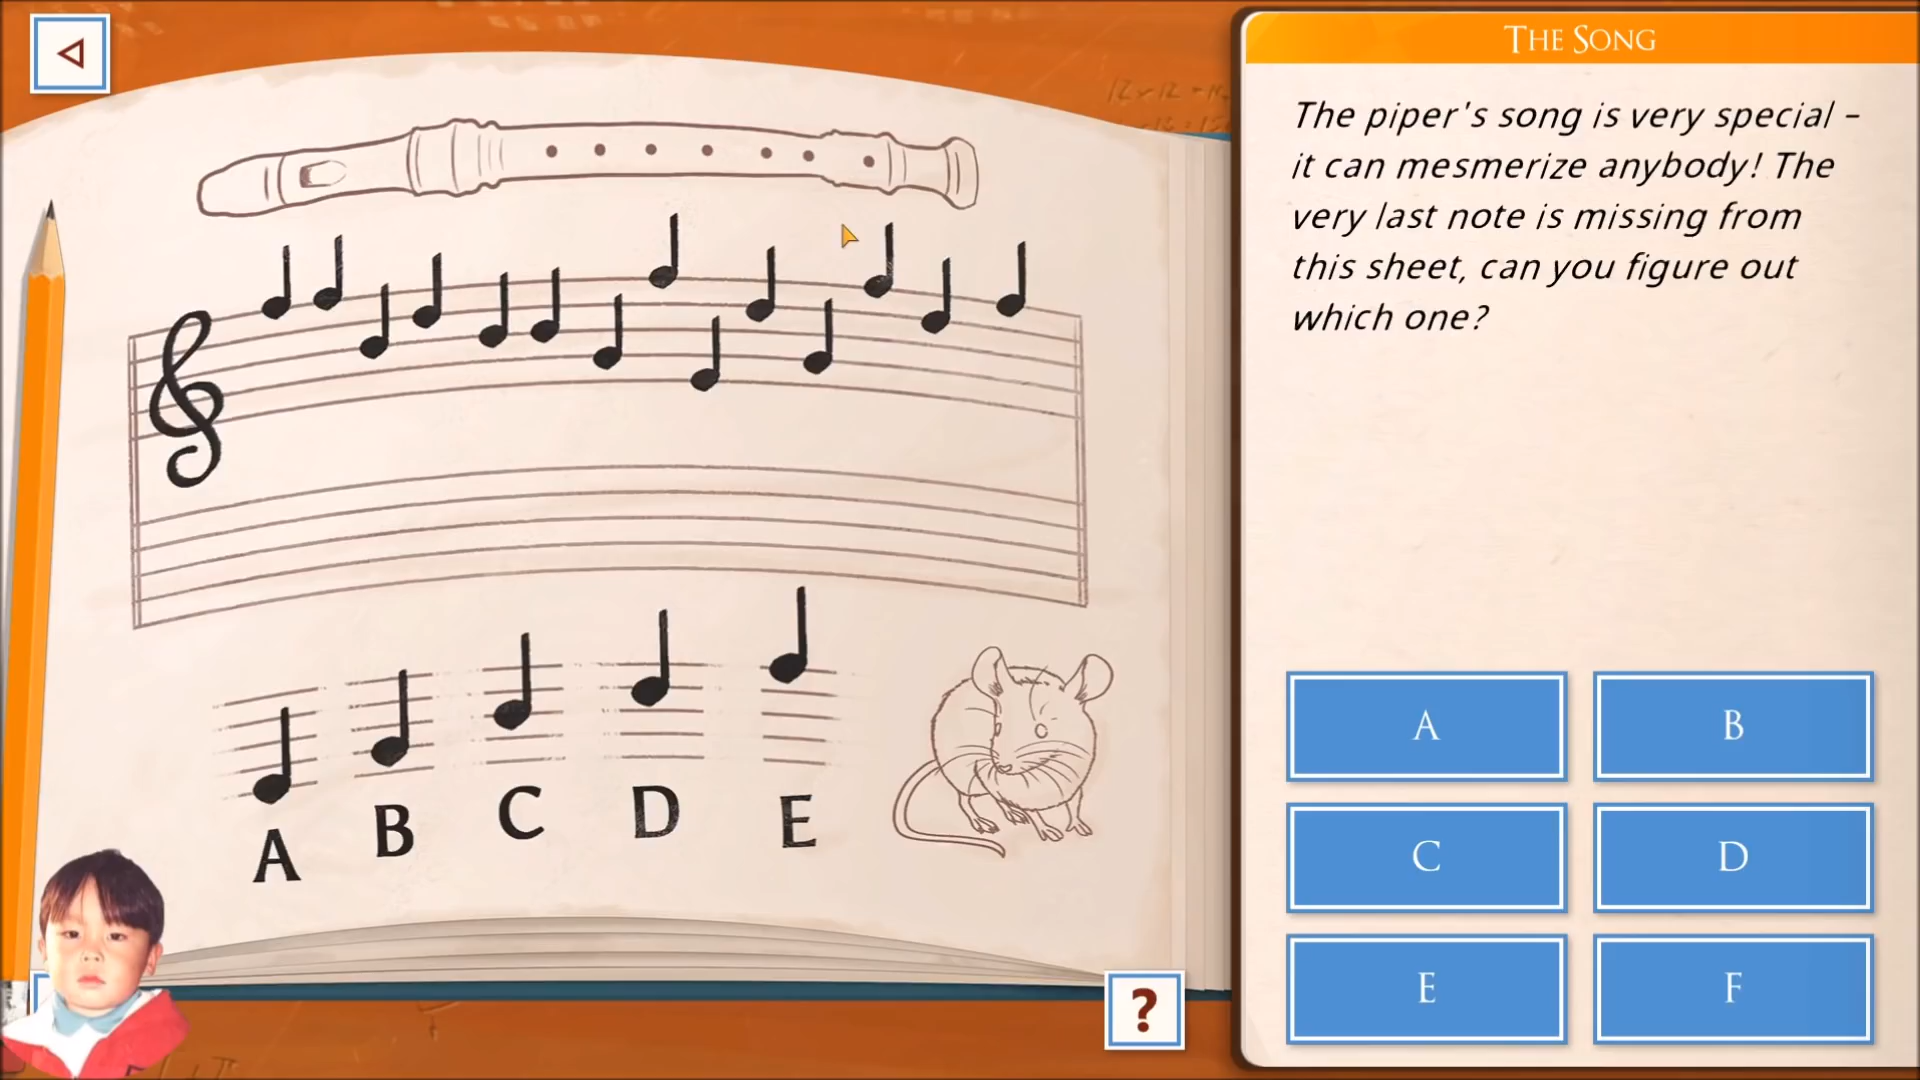 THE SONG
The piper's song is very special –
it can mesmerize anybody! The
very last note is missing from
this sheet, can you figure out
which one?
A
B
C
D
E
?
A
B
C
D
E
F